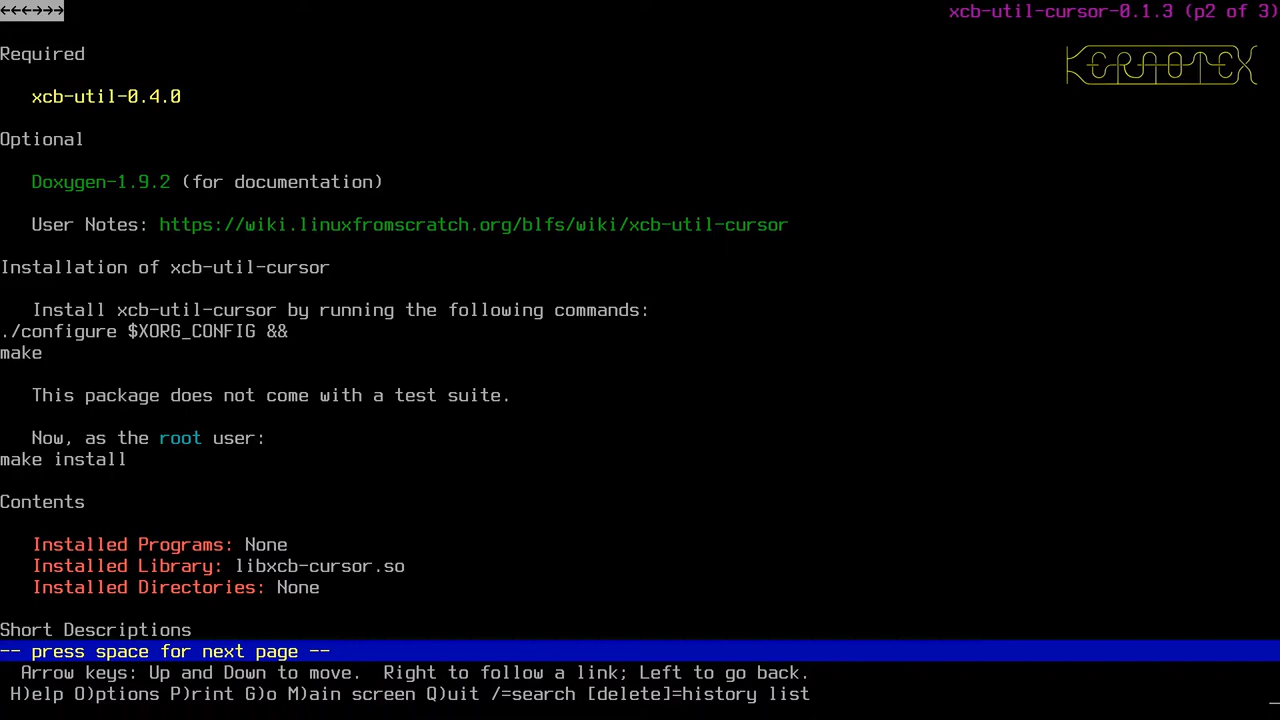 ←←←→→→ xcb-util-cursor-0.1.3 (p2 of 3)
KERAOTEX
Required
xcb-util-0.4.0
Optional
Doxygen-1.9.2 (for documentation)
User Notes: https://wiki.linuxfromscratch.org/blfs/wiki/xcb-util-cursor
Installation of xcb-util-cursor
Install xcb-util-cursor by running the following commands:
./configure $XORG_CONFIG &&
make
This package does not come with a test suite.
Now, as the root user:
make install
Contents
Installed Programs: None
Installed Library: libxcb-cursor.so
Installed Directories: None
Short Descriptions
-- press space for next page --
Arrow keys: Up and Down to move. Right to follow a link; Left to go back.
H)elp O)ptions P)rint G)o M)ain screen Q)uit /=search [delete]=history list